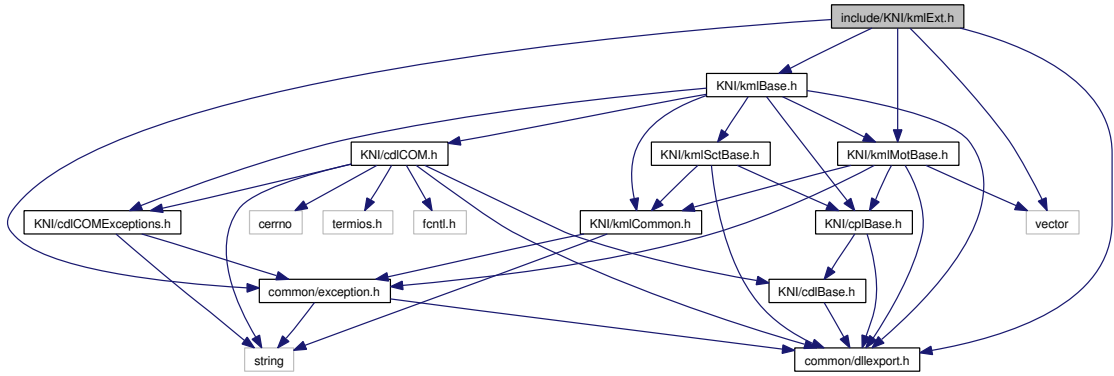 include/KNI/kmlExt.h
KNI/kmlBase.h
KNI/cdlCOM.h
KNI/kmlSctBase.h
KNI/kmlMotBase.h
KNI/cdlCOMExceptions.h
cerrno
termios.h
fcntl.h
KNI/kmlCommon.h
KNI/cplBase.h
vector
common/exception.h
KNI/cdlBase.h
string
common/dllexport.h